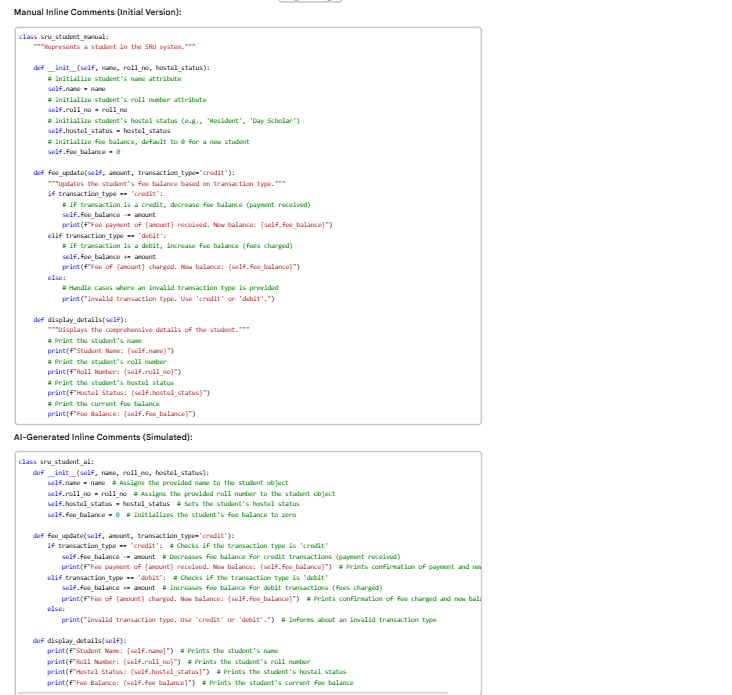 Manual Inline Comments (Initial Version):
class sru_student_manual:
    """Represents a student in the SRU system."""
    def __init__(self, name, roll_no, hostel_status):
        # Initialize student's name attribute
        self.name = name
        # Initialize student's roll number attribute
        self.roll_no = roll_no
        # Initialize student's hostel status (e.g., 'Resident', 'Day Scholar')
        self.hostel_status = hostel_status
        # Initialize fee balance, default to 0 for a new student
        self.fee_balance = 0
    def fee_update(self, amount, transaction_type='credit'):
        """Updates the student's fee balance based on transaction type."""
        if transaction_type == 'credit':
            # If transaction is a credit, decrease fee balance (payment received)
            self.fee_balance -= amount
            print(f"Fee payment of {amount} received. New balance: {self.fee_balance}")
        elif transaction_type == 'debit':
            # If transaction is a debit, increase fee balance (fees charged)
            self.fee_balance += amount
            print(f"Fee of {amount} charged. New balance: {self.fee_balance}")
        else:
            # Handle cases where an invalid transaction type is provided
            print("Invalid transaction type. Use 'credit' or 'debit'.")
    def display_details(self):
        """Displays the comprehensive details of the student."""
        # Print the student's name
        print(f"Student Name: {self.name}")
        # Print the student's roll number
        print(f"Roll Number: {self.roll_no}")
        # Print the student's hostel status
        print(f"Hostel Status: {self.hostel_status}")
        # Print the current fee balance
        print(f"Fee Balance: {self.fee_balance}")
AI-Generated Inline Comments (Simulated):
class sru_student_ai:
    def __init__(self, name, roll_no, hostel_status):
        self.name = name  # Assigns the provided name to the student object
        self.roll_no = roll_no  # Assigns the provided roll number to the student object
        self.hostel_status = hostel_status  # Sets the student's hostel status
        self.fee_balance = 0  # Initializes the student's fee balance to zero
    def fee_update(self, amount, transaction_type='credit'):
        if transaction_type == 'credit':  # Checks if the transaction type is 'credit'
            self.fee_balance -= amount  # Decreases fee balance for credit transactions (payment received)
            print(f"Fee payment of {amount} received. New balance: {self.fee_balance}")  # Prints confirmation of payment and
        elif transaction_type == 'debit':  # Checks if the transaction type is 'debit'
            self.fee_balance += amount  # Increases fee balance for debit transactions (fees charged)
            print(f"Fee of {amount} charged. New balance: {self.fee_balance}")  # Prints confirmation of fee charged and new
        else:
            print("Invalid transaction type. Use 'credit' or 'debit'.")  # Informs about an invalid transaction type
    def display_details(self):
        print(f"Student Name: {self.name}")  # Prints the student's name
        print(f"Roll Number: {self.roll_no}")  # Prints the student's roll number
        print(f"Hostel Status: {self.hostel_status}")  # Prints the student's hostel status
        print(f"Fee Balance: {self.fee_balance}")  # Prints the student's current fee balance